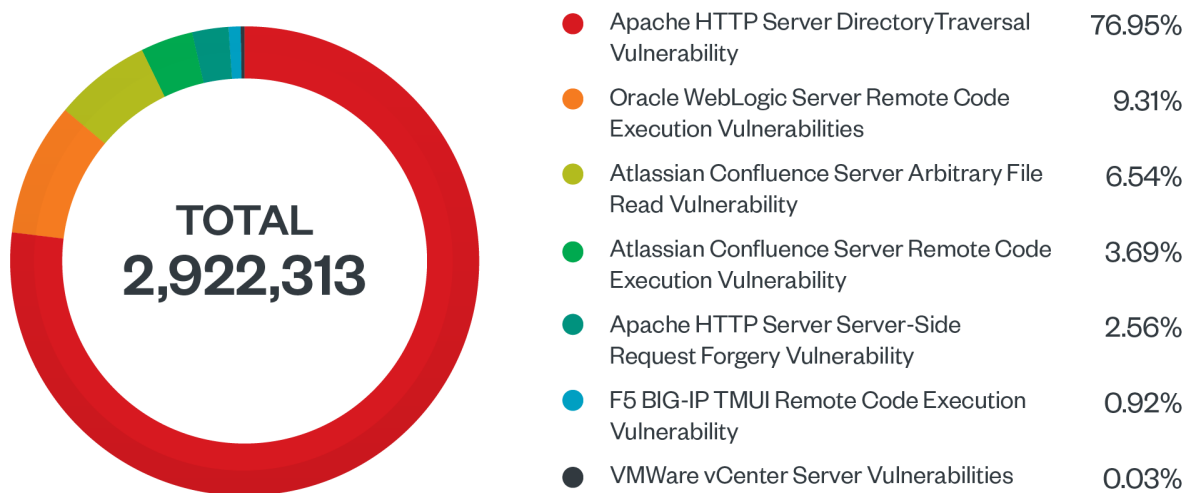 TOTAL
2,922,313
Apache HTTP Server Directory Traversal 76.95%
Vulnerability
Oracle WebLogic Server Remote Code 9.31%
Execution Vulnerabilities
Atlassian Confluence Server Arbitrary File 6.54%
Read Vulnerability
Atlassian Confluence Server Remote Code 3.69%
Execution Vulnerability
Apache HTTP Server Server-Side 2.56%
Request Forgery Vulnerability
F5 BIG-IP TMUI Remote Code Execution 0.92%
Vulnerability
VMWare vCenter Server Vulnerabilities 0.03%